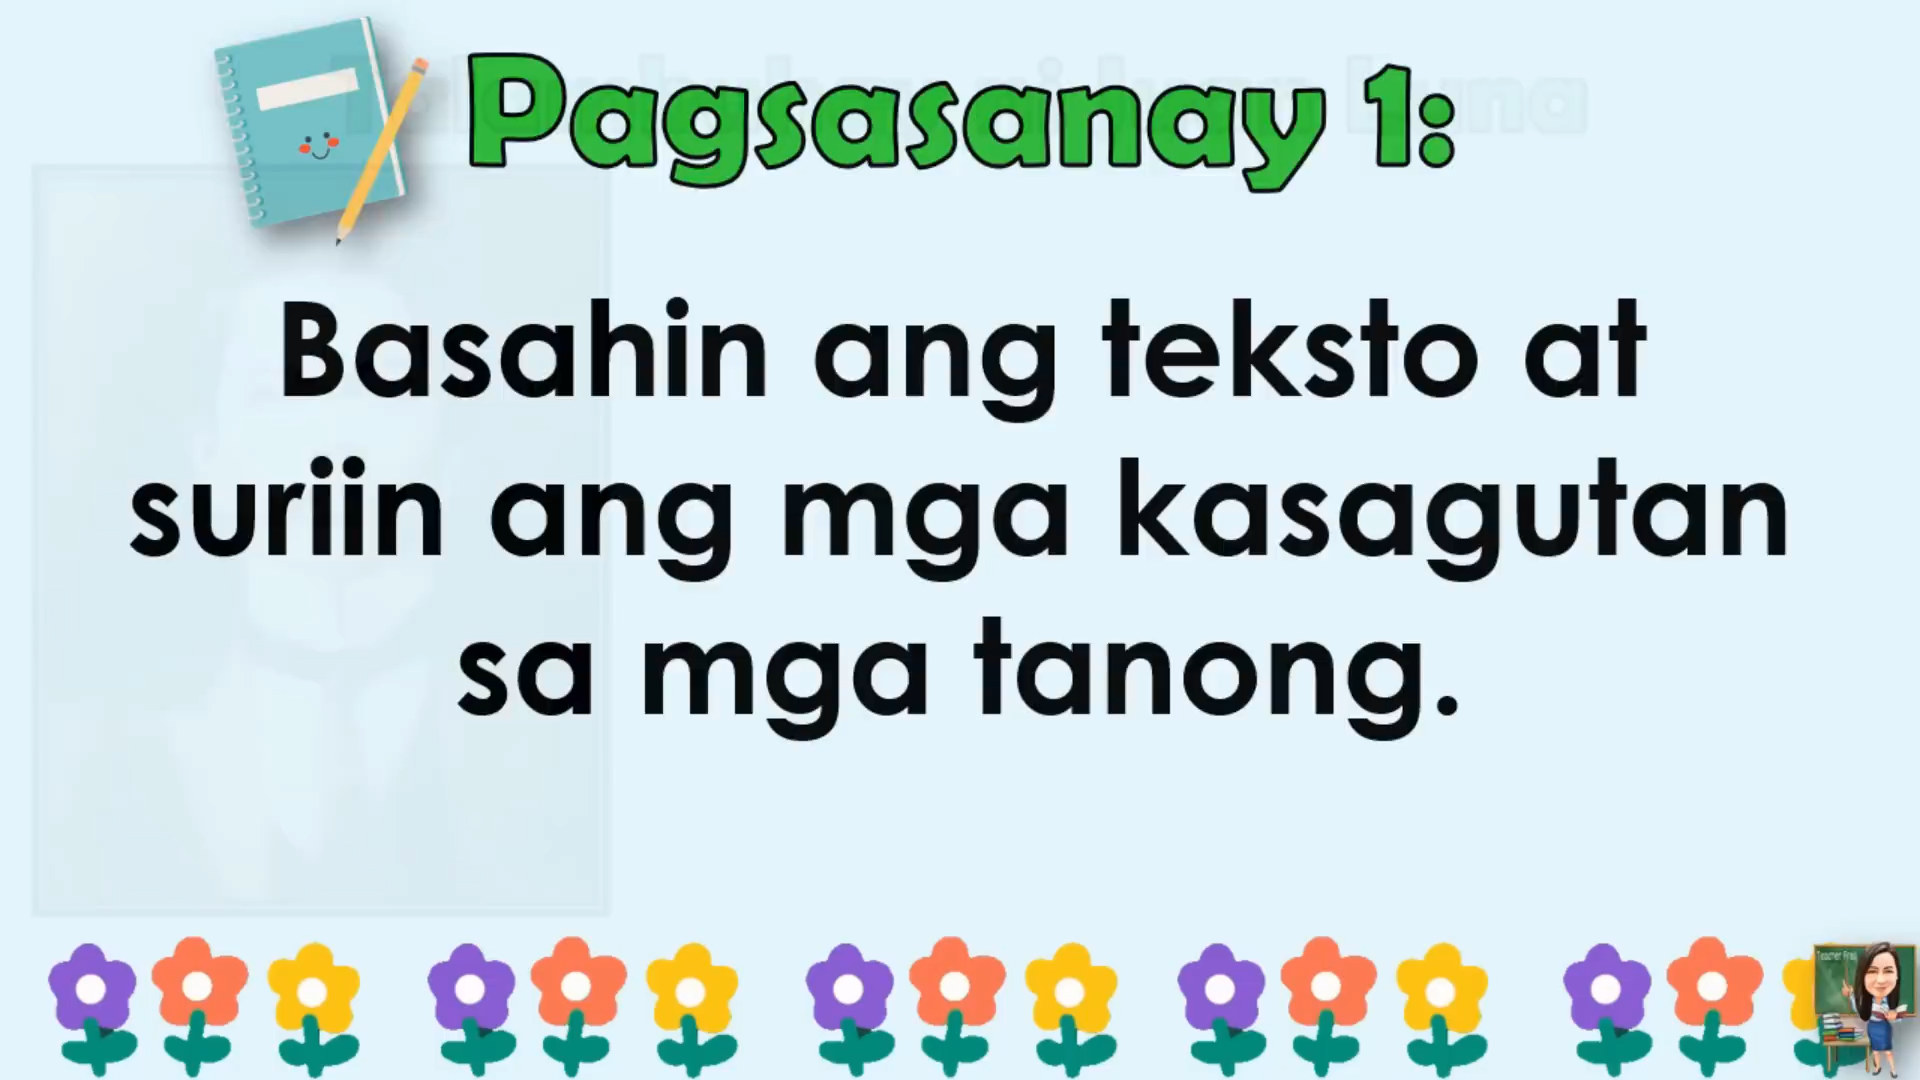 Pagsasanay 1:
Basahin ang teksto at
suriin ang mga kasagutan
sa mga tanong.